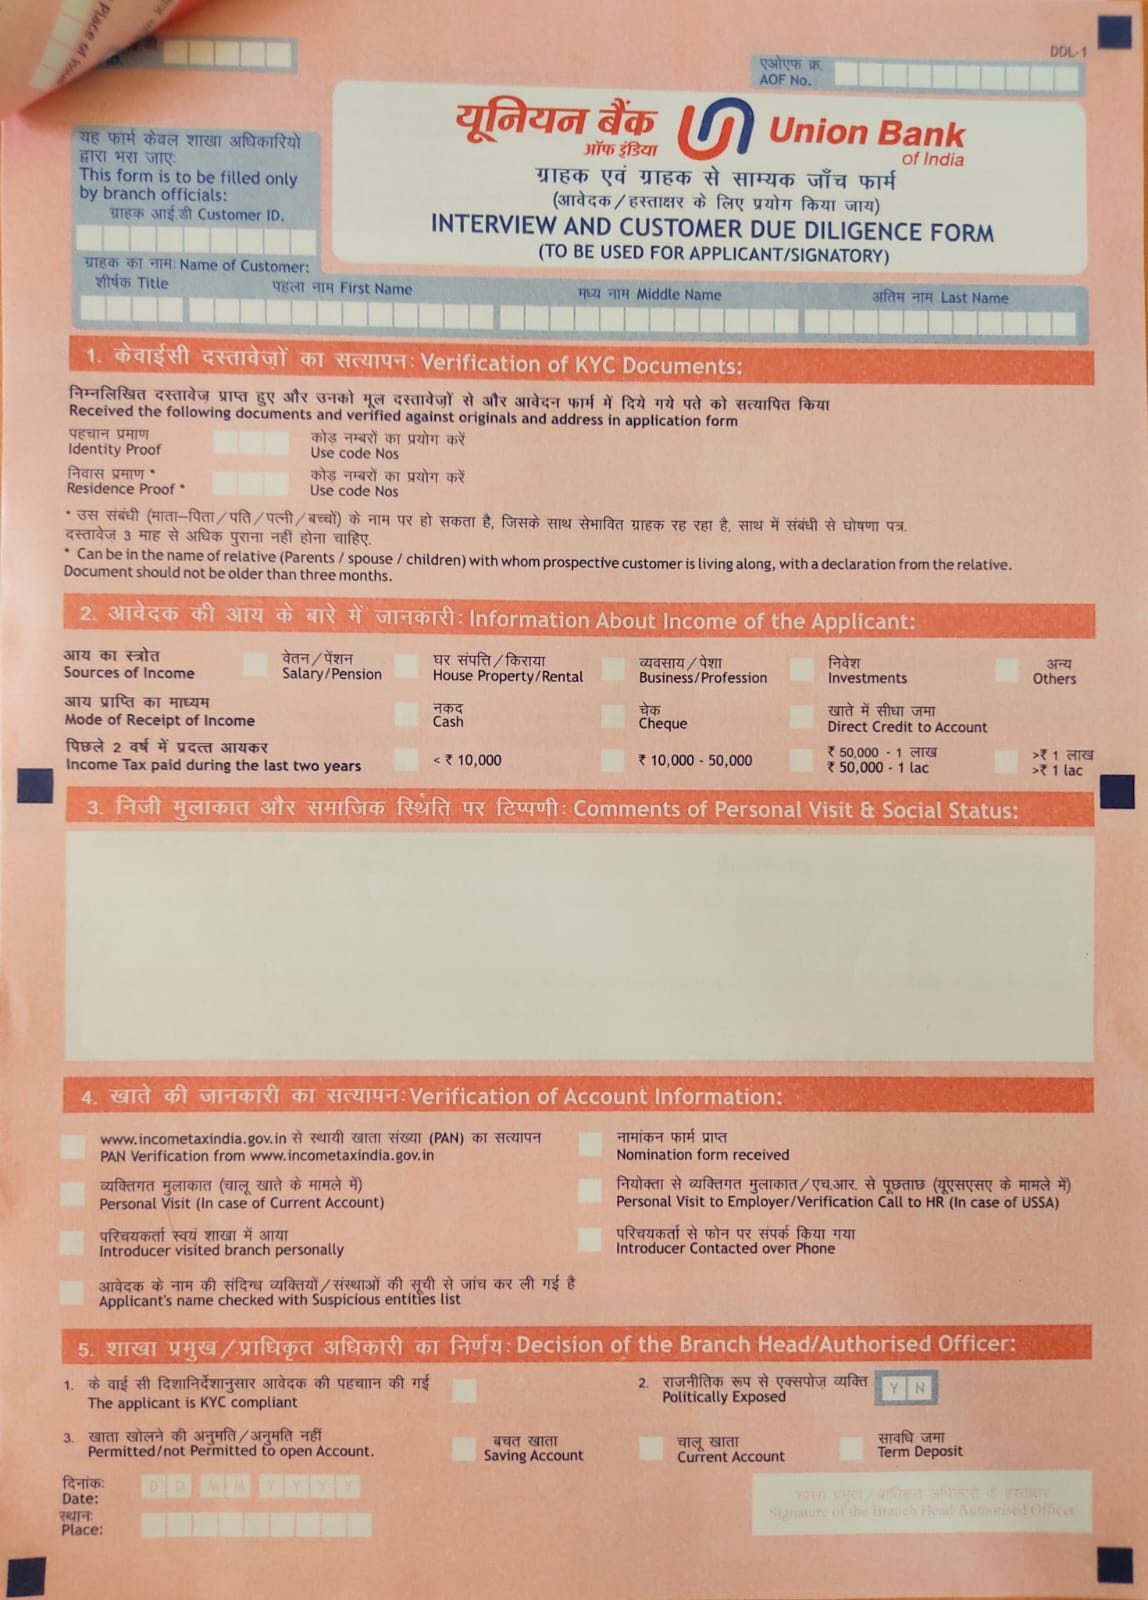 Place of Issue
ID.
DDL-1
एओएफ क्र.
AOF No.
यूनियन बैंक
ऑफ इंडिया
Union Bank
of India
ग्राहक एवं ग्राहक से साम्यक जाँच फार्म
(आवेदक/हस्ताक्षर के लिए प्रयोग किया जाय)
INTERVIEW AND CUSTOMER DUE DILIGENCE FORM
(TO BE USED FOR APPLICANT/SIGNATORY)
यह फार्म केवल शाखा अधिकारियो
द्वारा भरा जाए:
This form is to be filled only
by branch officials:
ग्राहक आई.डी Customer ID.
ग्राहक का नाम: Name of Customer:
शीर्षक Title पहला नाम First Name मध्य नाम Middle Name अंतिम नाम Last Name
1. केवाईसी दस्तावेज़ों का सत्यापन: Verification of KYC Documents:
निम्नलिखित दस्तावेज़ प्राप्त हुए और उनको मूल दस्तावेज़ों से और आवेदन फार्म में दिये गये पते को सत्यापित किया
Received the following documents and verified against originals and address in application form
पहचान प्रमाण कोड़ नम्बरों का प्रयोग करें
Identity Proof Use code Nos
निवास प्रमाण * कोड़ नम्बरों का प्रयोग करें
Residence Proof * Use code Nos
* उस संबंधी (माता-पिता/पति/पत्नी/बच्चों) के नाम पर हो सकता है, जिसके साथ सेभावित ग्राहक रह रहा है, साथ में संबंधी से घोषणा पत्र.
दस्तावेज़ 3 माह से अधिक पुराना नहीं होना चाहिए.
* Can be in the name of relative (Parents / spouse / children) with whom prospective customer is living along, with a declaration from the relative.
Document should not be older than three months.
2. आवेदक की आय के बारे में जानकारी: Information About Income of the Applicant:
आय का स्त्रोत वेतन/पेंशन घर संपत्ति/किराया व्यवसाय/पेशा निवेश अन्य
Sources of Income Salary/Pension House Property/Rental Business/Profession Investments Others
आय प्राप्ति का माध्यम नकद चेक खाते में सीधा जमा
Mode of Receipt of Income Cash Cheque Direct Credit to Account
पिछले 2 वर्ष में प्रदत्त आयकर < ₹ 10,000 ₹ 10,000 - 50,000 ₹ 50,000 - 1 लाख >₹ 1 लाख
Income Tax paid during the last two years ₹ 50,000 - 1 lac >₹ 1 lac
3. निजी मुलाकात और समाजिक स्थिति पर टिप्पणी: Comments of Personal Visit & Social Status:
4. खाते की जानकारी का सत्यापन: Verification of Account Information:
www.incometaxindia.gov.in से स्थायी खाता संख्या (PAN) का सत्यापन नामांकन फार्म प्राप्त
PAN Verification from www.incometaxindia.gov.in Nomination form received
व्यक्तिगत मुलाकात (चालू खाते के मामले में) नियोक्ता से व्यक्तिगत मुलाकात/एच.आर. से पूछताछ (यूएसएसए के मामले में)
Personal Visit (In case of Current Account) Personal Visit to Employer/Verification Call to HR (In case of USSA)
परिचयकर्ता स्वयं शाखा में आया परिचयकर्ता से फोन पर संपर्क किया गया
Introducer visited branch personally Introducer Contacted over Phone
आवेदक के नाम की संदिग्ध व्यक्तियों/संस्थाओं की सूची से जांच कर ली गई है
Applicant's name checked with Suspicious entities list
5. शाखा प्रमुख/प्राधिकृत अधिकारी का निर्णय: Decision of the Branch Head/Authorised Officer:
1. के वाई सी दिशानिर्देशानुसार आवेदक की पहचाान की गई 2. राजनीतिक रूप से एक्सपोज़ व्यक्ति Y N
The applicant is KYC compliant Politically Exposed
3. खाता खोलने की अनुमति/अनुमति नहीं बचत खाता चालू खाता सावधि जमा
Permitted/not Permitted to open Account. Saving Account Current Account Term Deposit
दिनांक: D D M M Y Y Y Y
Date:
शाखा प्रमुख/प्राधिकृत अधिकारी के हस्ताक्षर
Signature of the Branch Head/Authorised Officer
स्थान:
Place: